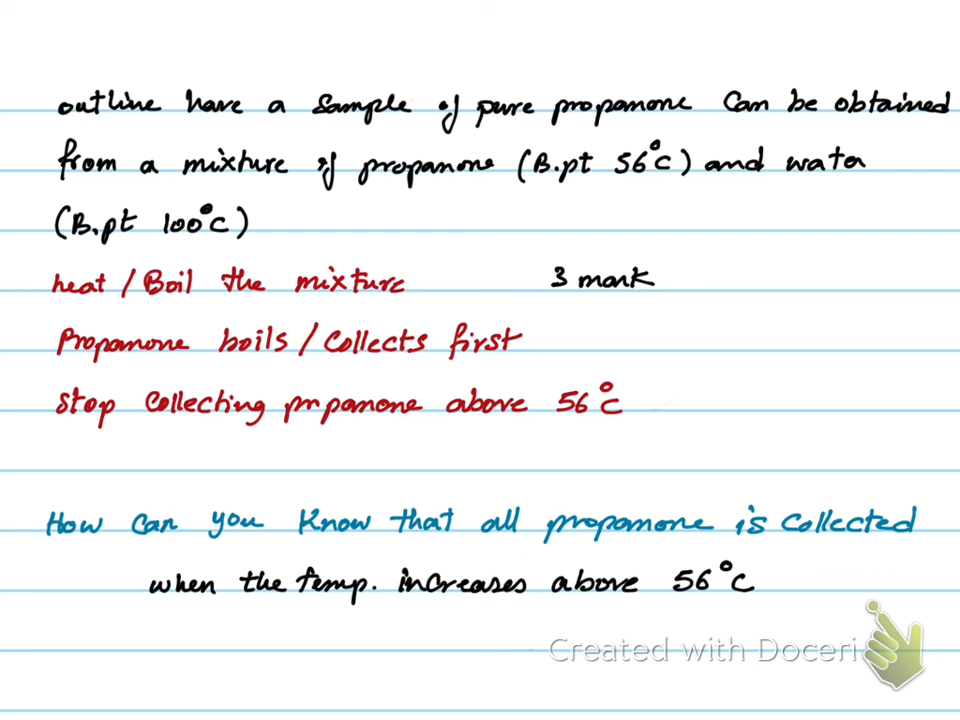 outline have a sample of pure propanone can be obtained
from a mixture of propanone (B.pt 56°C) and water
(B.pt 100°C)
heat / Boil the mixture 3 mark
Propanone boils / collects first
stop collecting prpanone above 56°C
How can you know that all propanone is collected
when the temp. increases above 56°C
Created with Doceri